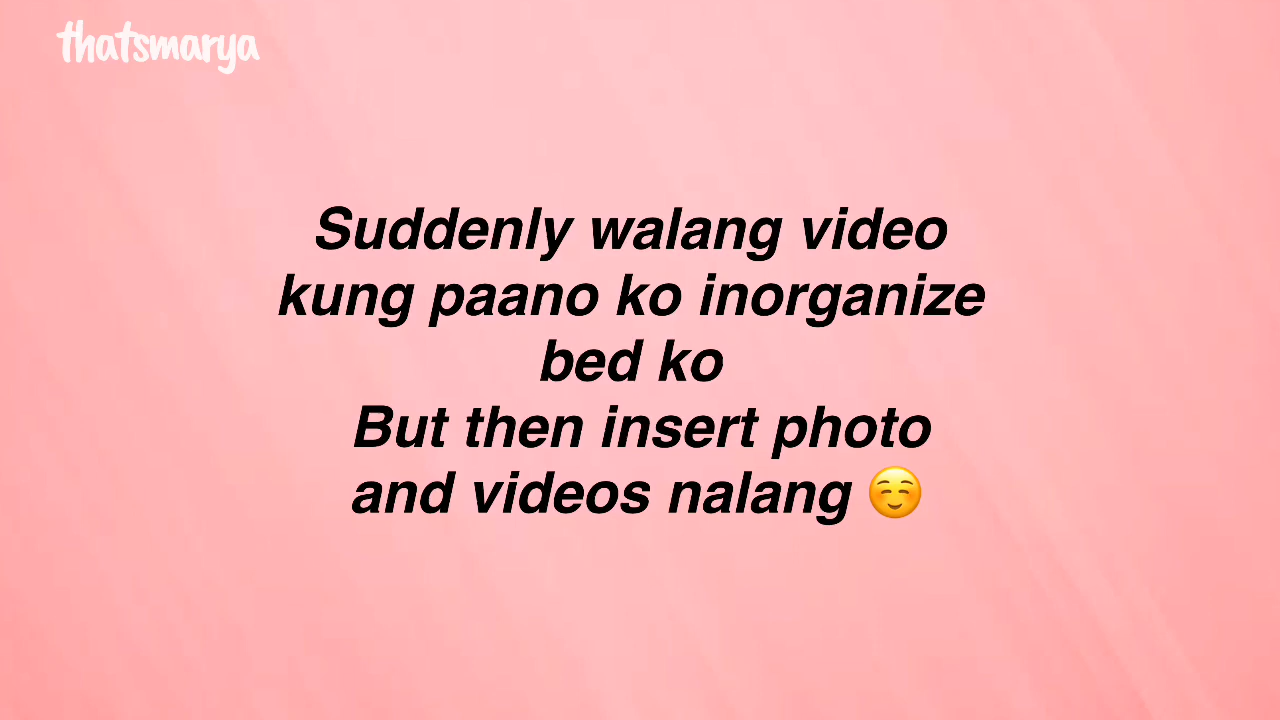 thatsmarya
Suddenly walang video
kung paano ko inorganize
bed ko
But then insert photo
and videos nalang ☺️